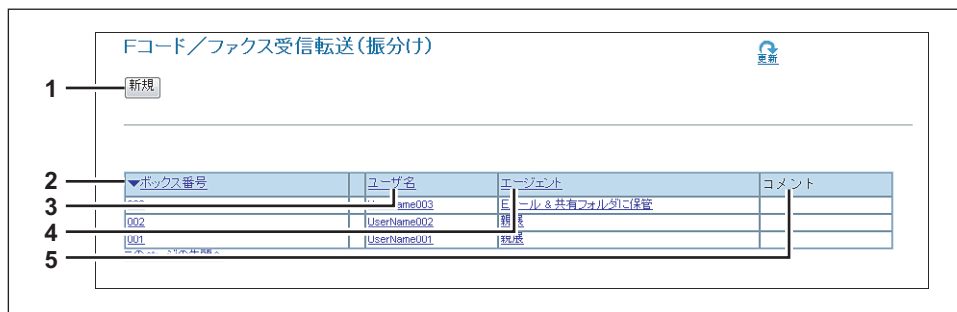 Fコード/ファクス受信転送(振分け)
更新
1
新規
2
▼ボックス番号 ユーザ名 エージェント コメント
3
Eメール & 共有フォルダに保管
002 UserName002
4
001 UserName001 親展
5